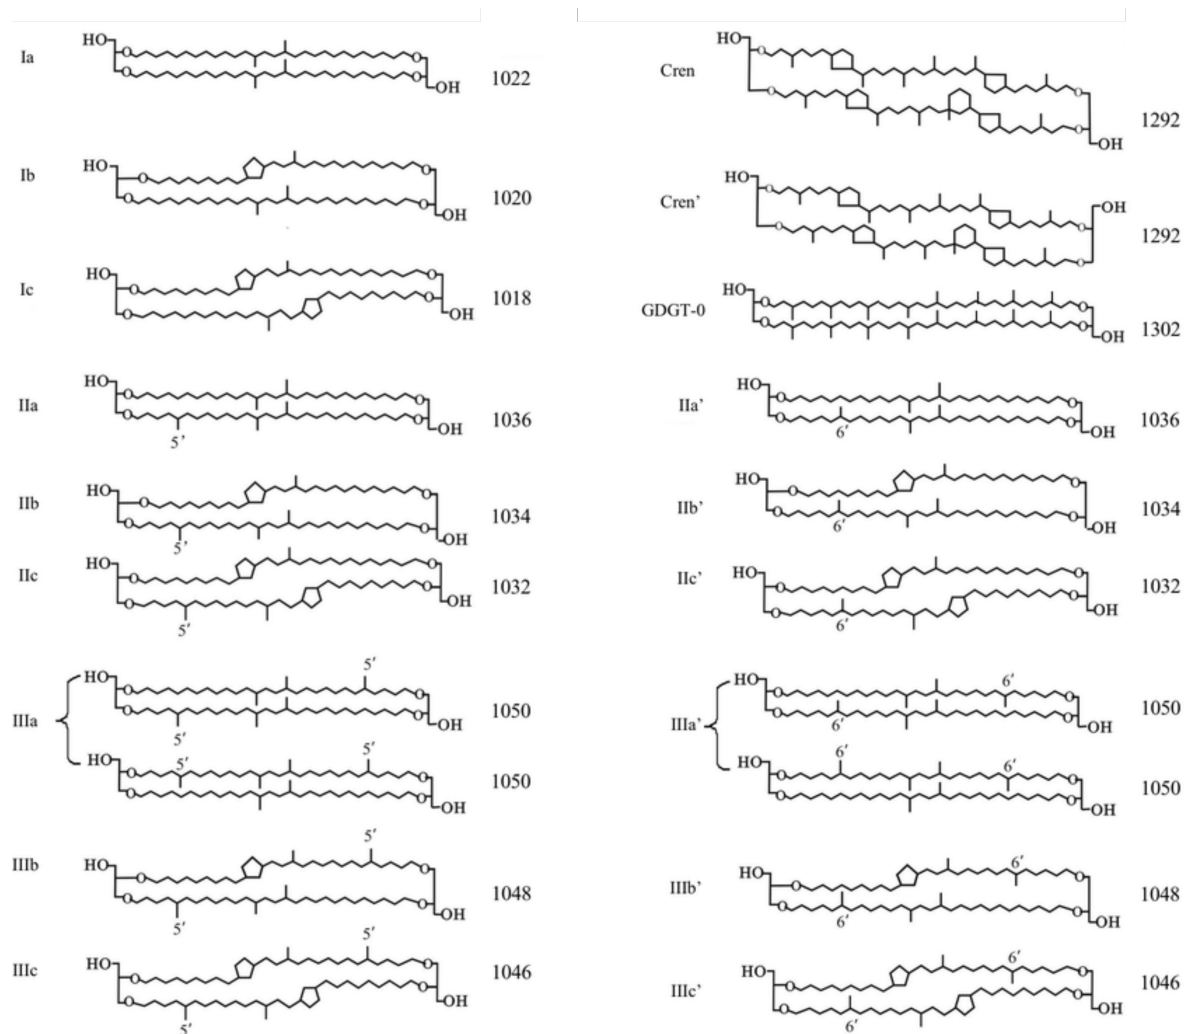 Ia
HO
O
O
O
O
OH
1022
Ib
HO
O
O
O
O
OH
1020
Ic
HO
O
O
O
O
OH
1018
IIa
HO
O
O
O
O
OH
5’
1036
IIb
HO
O
O
O
O
OH
5’
1034
IIc
HO
O
O
O
O
OH
5′
1032
IIIa
HO
5′
O
O
O
O
OH
5′
1050
HO
5′
5′
O
O
O
O
OH
1050
IIIb
HO
5′
O
O
O
O
OH
5′
1048
IIIc
HO
5′
O
O
O
O
OH
5′
1046
Cren
HO
O
O
O
O
OH
1292
Cren’
HO
O
OH
O
O
O
1292
GDGT-0
HO
O
O
O
O
OH
1302
IIa’
HO
O
O
O
O
OH
6′
1036
IIb’
HO
O
O
O
O
OH
6′
1034
IIc’
HO
O
O
O
O
OH
6′
1032
IIIa’
HO
6′
O
O
O
O
OH
6′
1050
HO
6′
6′
O
O
O
O
OH
1050
IIIb’
HO
6′
O
O
O
O
OH
6′
1048
IIIc’
HO
6′
O
O
O
O
OH
6′
1046